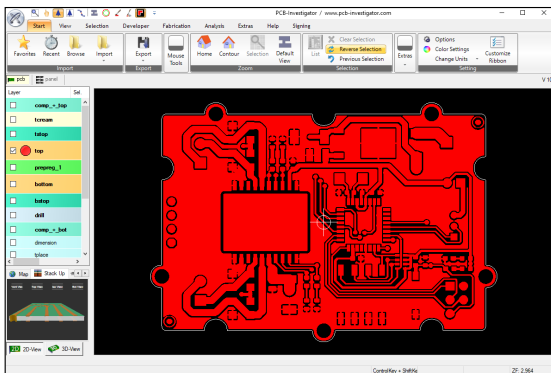 PCB-Investigator / www.pcb-investigator.com
Start View Selection Developer Fabrication Analysis Extras Help Signing
Favorites Recent Browse Import
Import
Export
Export
Mouse Tools
Home Contour Selection Default View
Zoom
List
Clear Selection
Reverse Selection
Previous Selection
Selection
Extras
Options
Color Settings
Change Units
Customize Ribbon
Setting
pcb panel
V 10
Layer Sel
comp_+_top
tcream
tstop
top
prepreg_1
bottom
bstop
drill
comp_+_bot
dimension
tplace
Map Stack Up
2D 2D-View 3D-View
ControlKey + ShiftKe ZF: 2.964